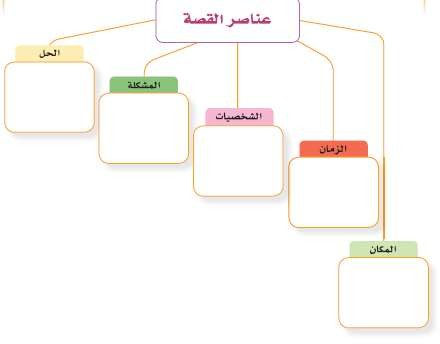 عناصر القصة
الحل
المشكلة
الشخصيات
الزمان
المكان